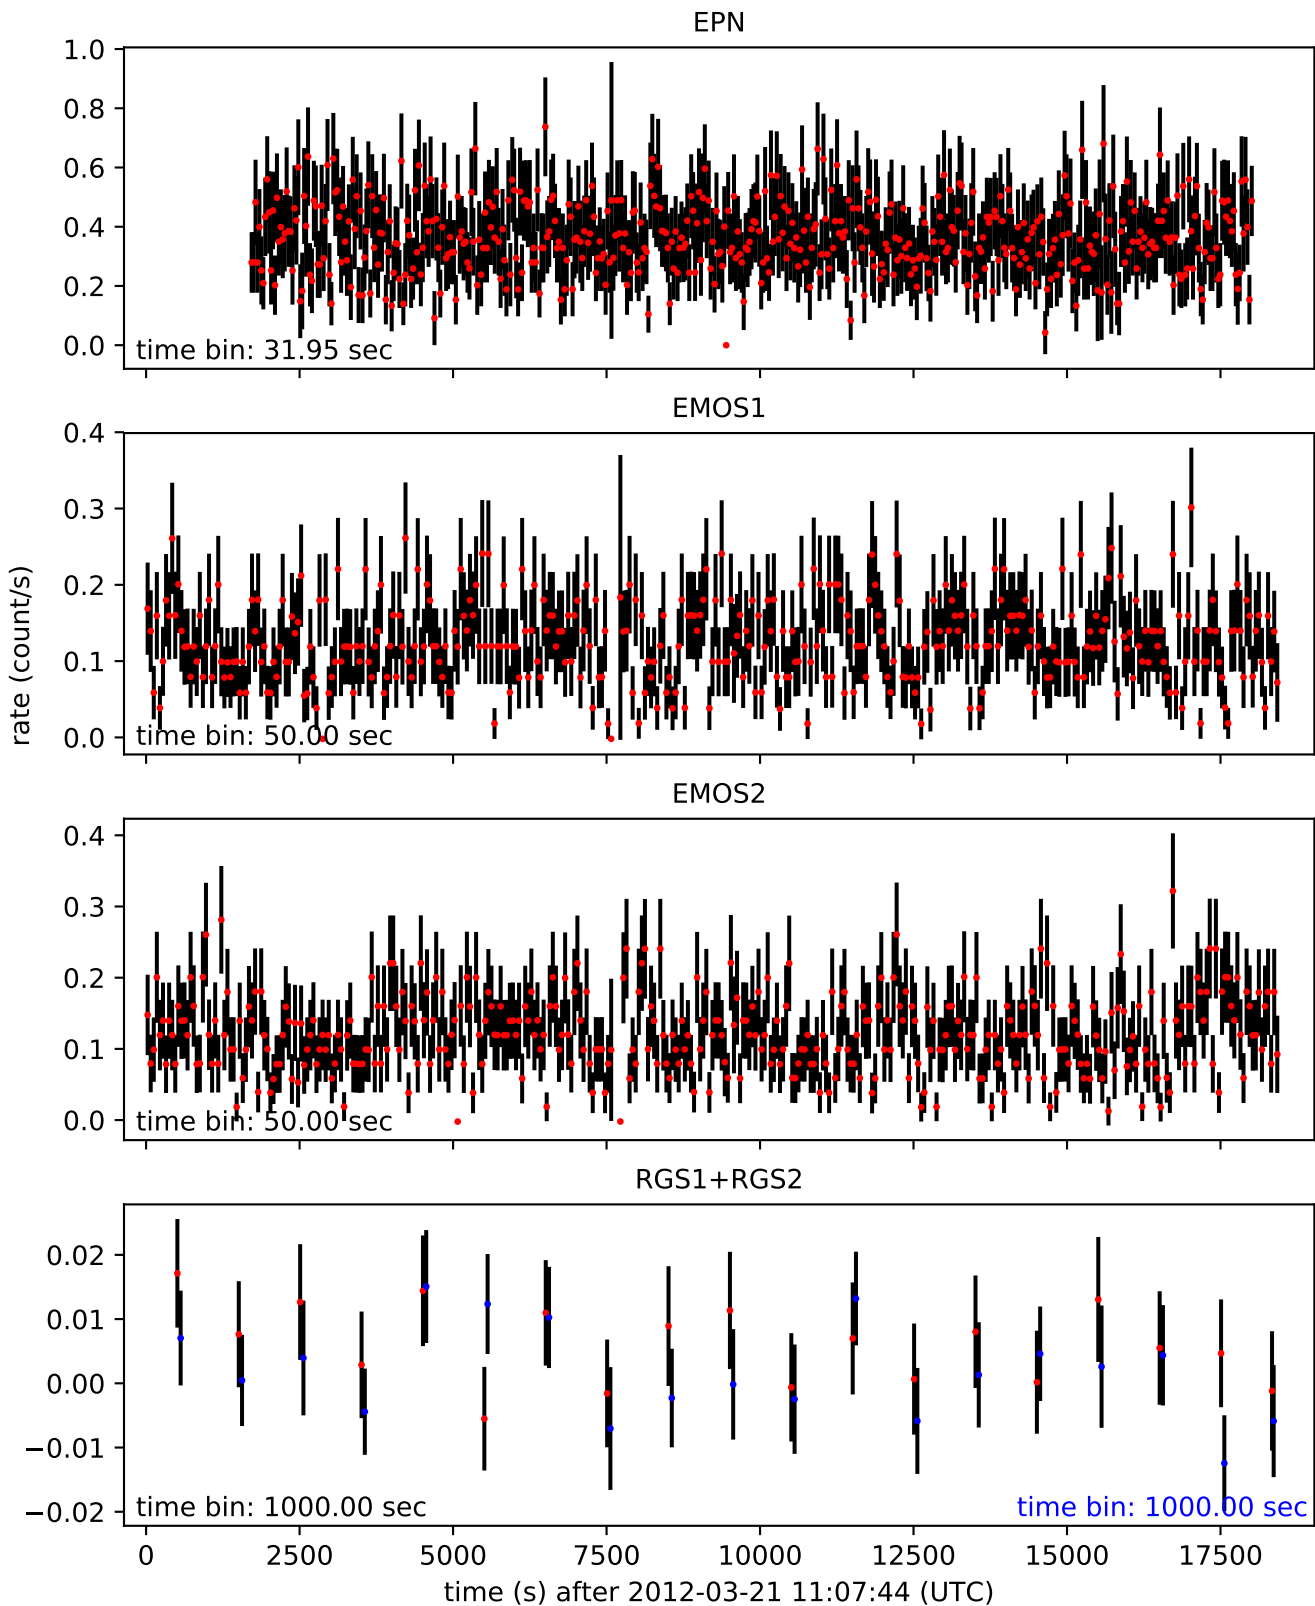 EPN
1.0
0.8
0.6
0.4
0.2
0.0
time bin: 31.95 sec
EMOS1
0.4
0.3
0.2
0.1
0.0
time bin: 50.00 sec
rate (count/s)
EMOS2
0.4
0.3
0.2
0.1
0.0
time bin: 50.00 sec
RGS1+RGS2
0.02
0.01
0.00
−0.01
−0.02
time bin: 1000.00 sec
time bin: 1000.00 sec
0 2500 5000 7500 10000 12500 15000 17500
time (s) after 2012-03-21 11:07:44 (UTC)